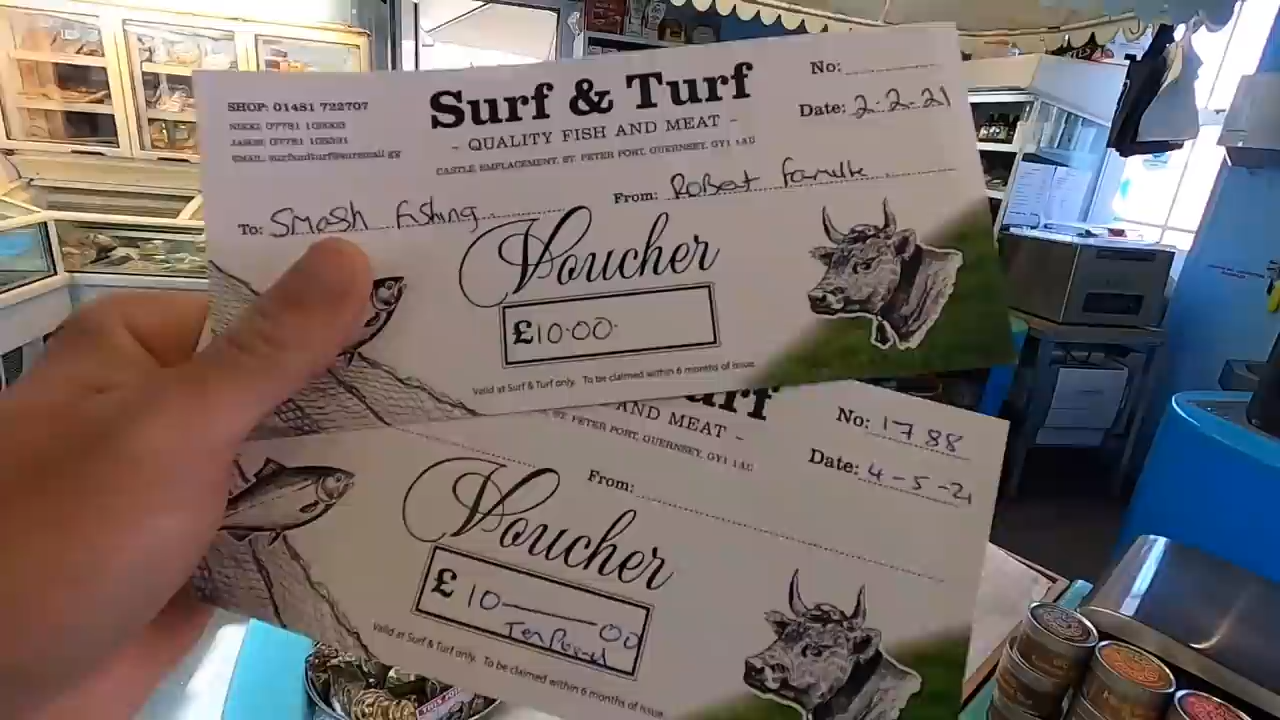 SHOP: 01481 722707
Surf & Turf
- QUALITY FISH AND MEAT -
CASTLE EMPLACEMENT, ST. PETER PORT, GUERNSEY, GY1 1AU
No:
Date: 2-2-21
To: Smash fishing
From: Robert
Voucher
£10·00·
Valid at Surf & Turf only. To be claimed within 6 months of issue.
AND MEAT -
ST. PETER PORT, GUERNSEY, GY1 1AU
No: 1788
Date: 4-5-21
From:
Voucher
£ 10—00
Ten
Valid at Surf & Turf only. To be claimed within 6 months of issue.